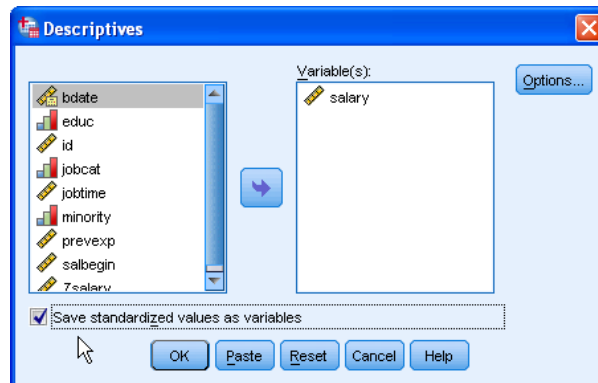 Descriptives
Variable(s):
Options...
bdate
educ
id
jobcat
jobtime
minority
prevexp
salbegin
salary
Save standardized values as variables
OK
Paste
Reset
Cancel
Help